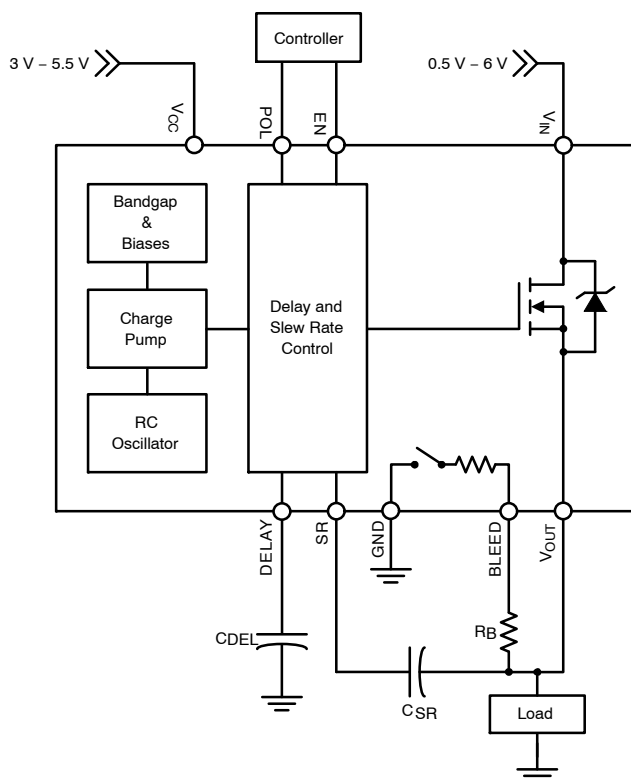 Controller
3 V – 5.5 V
0.5 V – 6 V
VCC
POL
EN
VIN
Bandgap
&
Biases
Charge
Pump
RC
Oscillator
Delay and
Slew Rate
Control
DELAY
SR
GND
BLEED
VOUT
CDEL
RB
CSR
Load